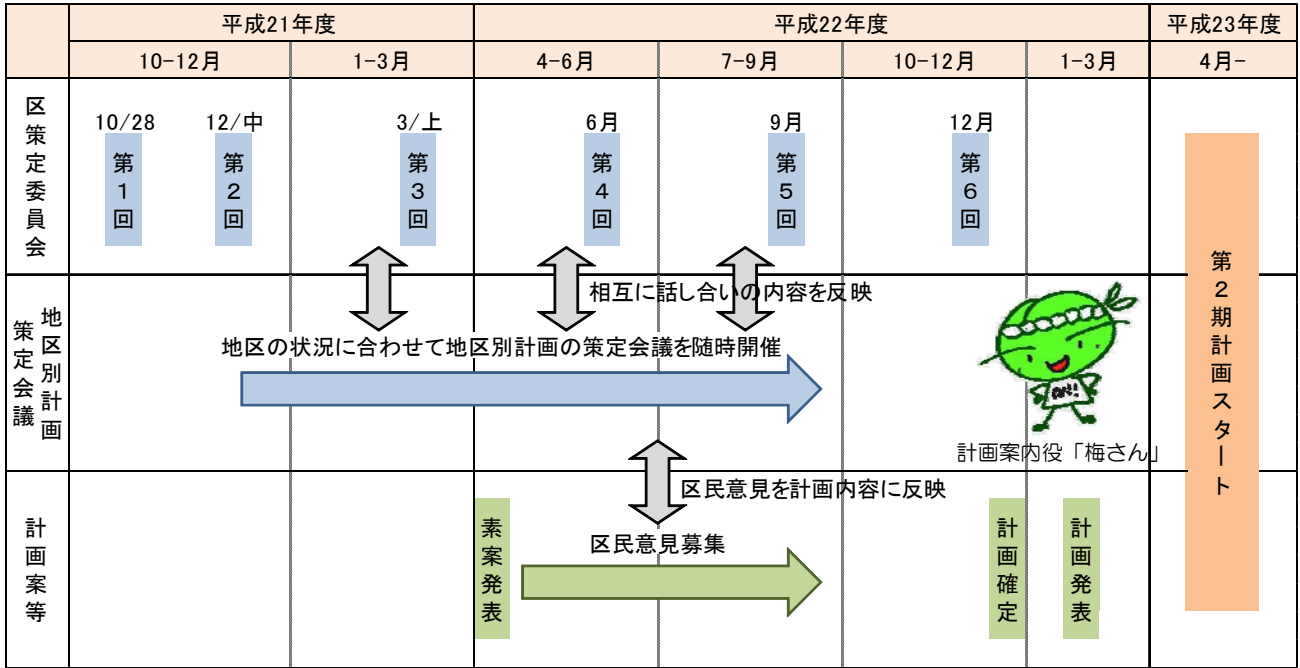 平成21年度
平成22年度
平成23年度
10-12月
1-3月
4-6月
7-9月
10-12月
1-3月
4月-
区策定委員会
10/28
12/中
3/上
6月
9月
12月
第1回
第2回
第3回
第4回
第5回
第6回
相互に話し合いの内容を反映
地区別計画
策定会議
地区の状況に合わせて地区別計画の策定会議を随時開催
計画案内役「梅さん」
第2期計画スタート
区民意見を計画内容に反映
計画案等
素案発表
区民意見募集
計画確定
計画発表